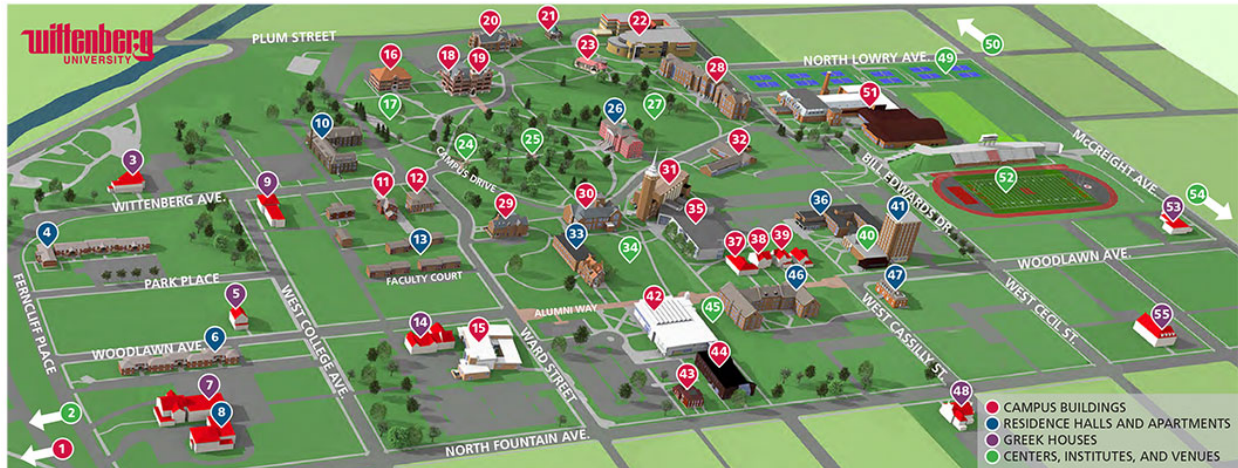 wittenberg
UNIVERSITY
PLUM STREET
20
21
22
50
23
NORTH LOWRY AVE.
49
16
18
19
28
51
17
26
27
10
24
25
32
MCCREIGHT AVE.
3
CAMPUS DRIVE
BILL EDWARDS DR.
52
54
9
11
12
31
WITTENBERG AVE.
29
30
35
36
41
53
4
13
33
34
40
FACULTY COURT
37
38
39
WOODLAWN AVE.
PARK PLACE
46
47
FERNCLIFF PLACE
5
WEST COLLEGE AVE.
ALUMNI WAY
42
45
WEST CASSILLY ST.
WEST CECIL ST.
14
15
WARD STREET
55
WOODLAWN AVE.
6
44
43
7
8
48
2
1
NORTH FOUNTAIN AVE.
CAMPUS BUILDINGS
RESIDENCE HALLS AND APARTMENTS
GREEK HOUSES
CENTERS, INSTITUTES, AND VENUES